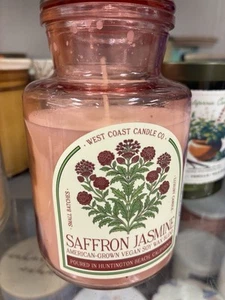 WEST COAST CANDLE CO
SMALL BATCHES
SAFFRON JASMINE
AMERICAN-GROWN VEGAN SOY WAX
POURED IN HUNTINGTON BEACH,